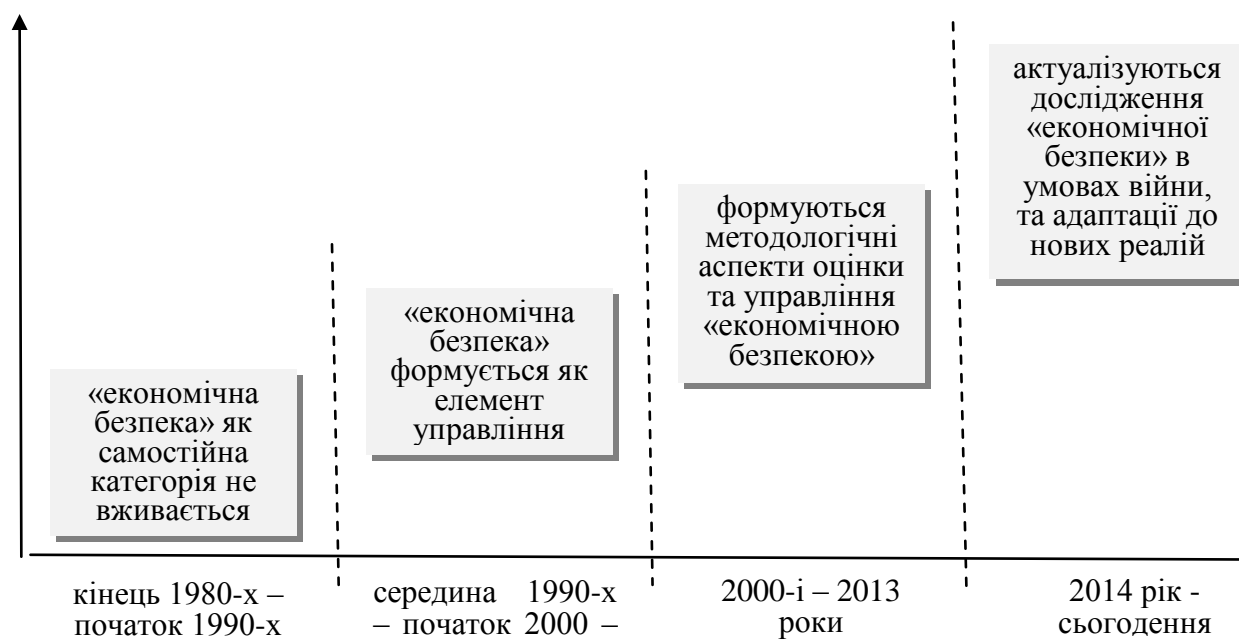 «економічна
безпека» як
самостійна
категорія не
вживається
«економічна
безпека»
формується як
елемент
управління
формуються
методологічні
аспекти оцінки
та управління
«економічною
безпекою»
актуалізуються
дослідження
«економічної
безпеки» в
умовах війни,
та адаптації до
нових реалій
кінець 1980-х –
початок 1990-х
середина 1990-х
– початок 2000 –
2000-і – 2013
роки
2014 рік -
сьогодення